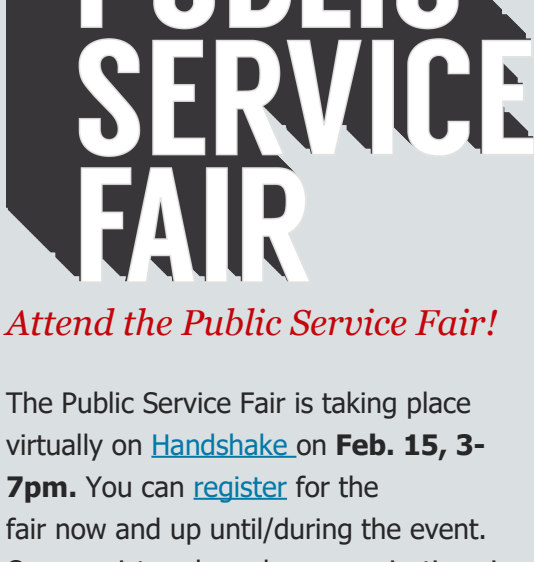 PUBLIC
SERVICE
FAIR
Attend the Public Service Fair!
The Public Service Fair is taking place
virtually on Handshake on Feb. 15, 3-
7pm. You can register for the
fair now and up until/during the event.